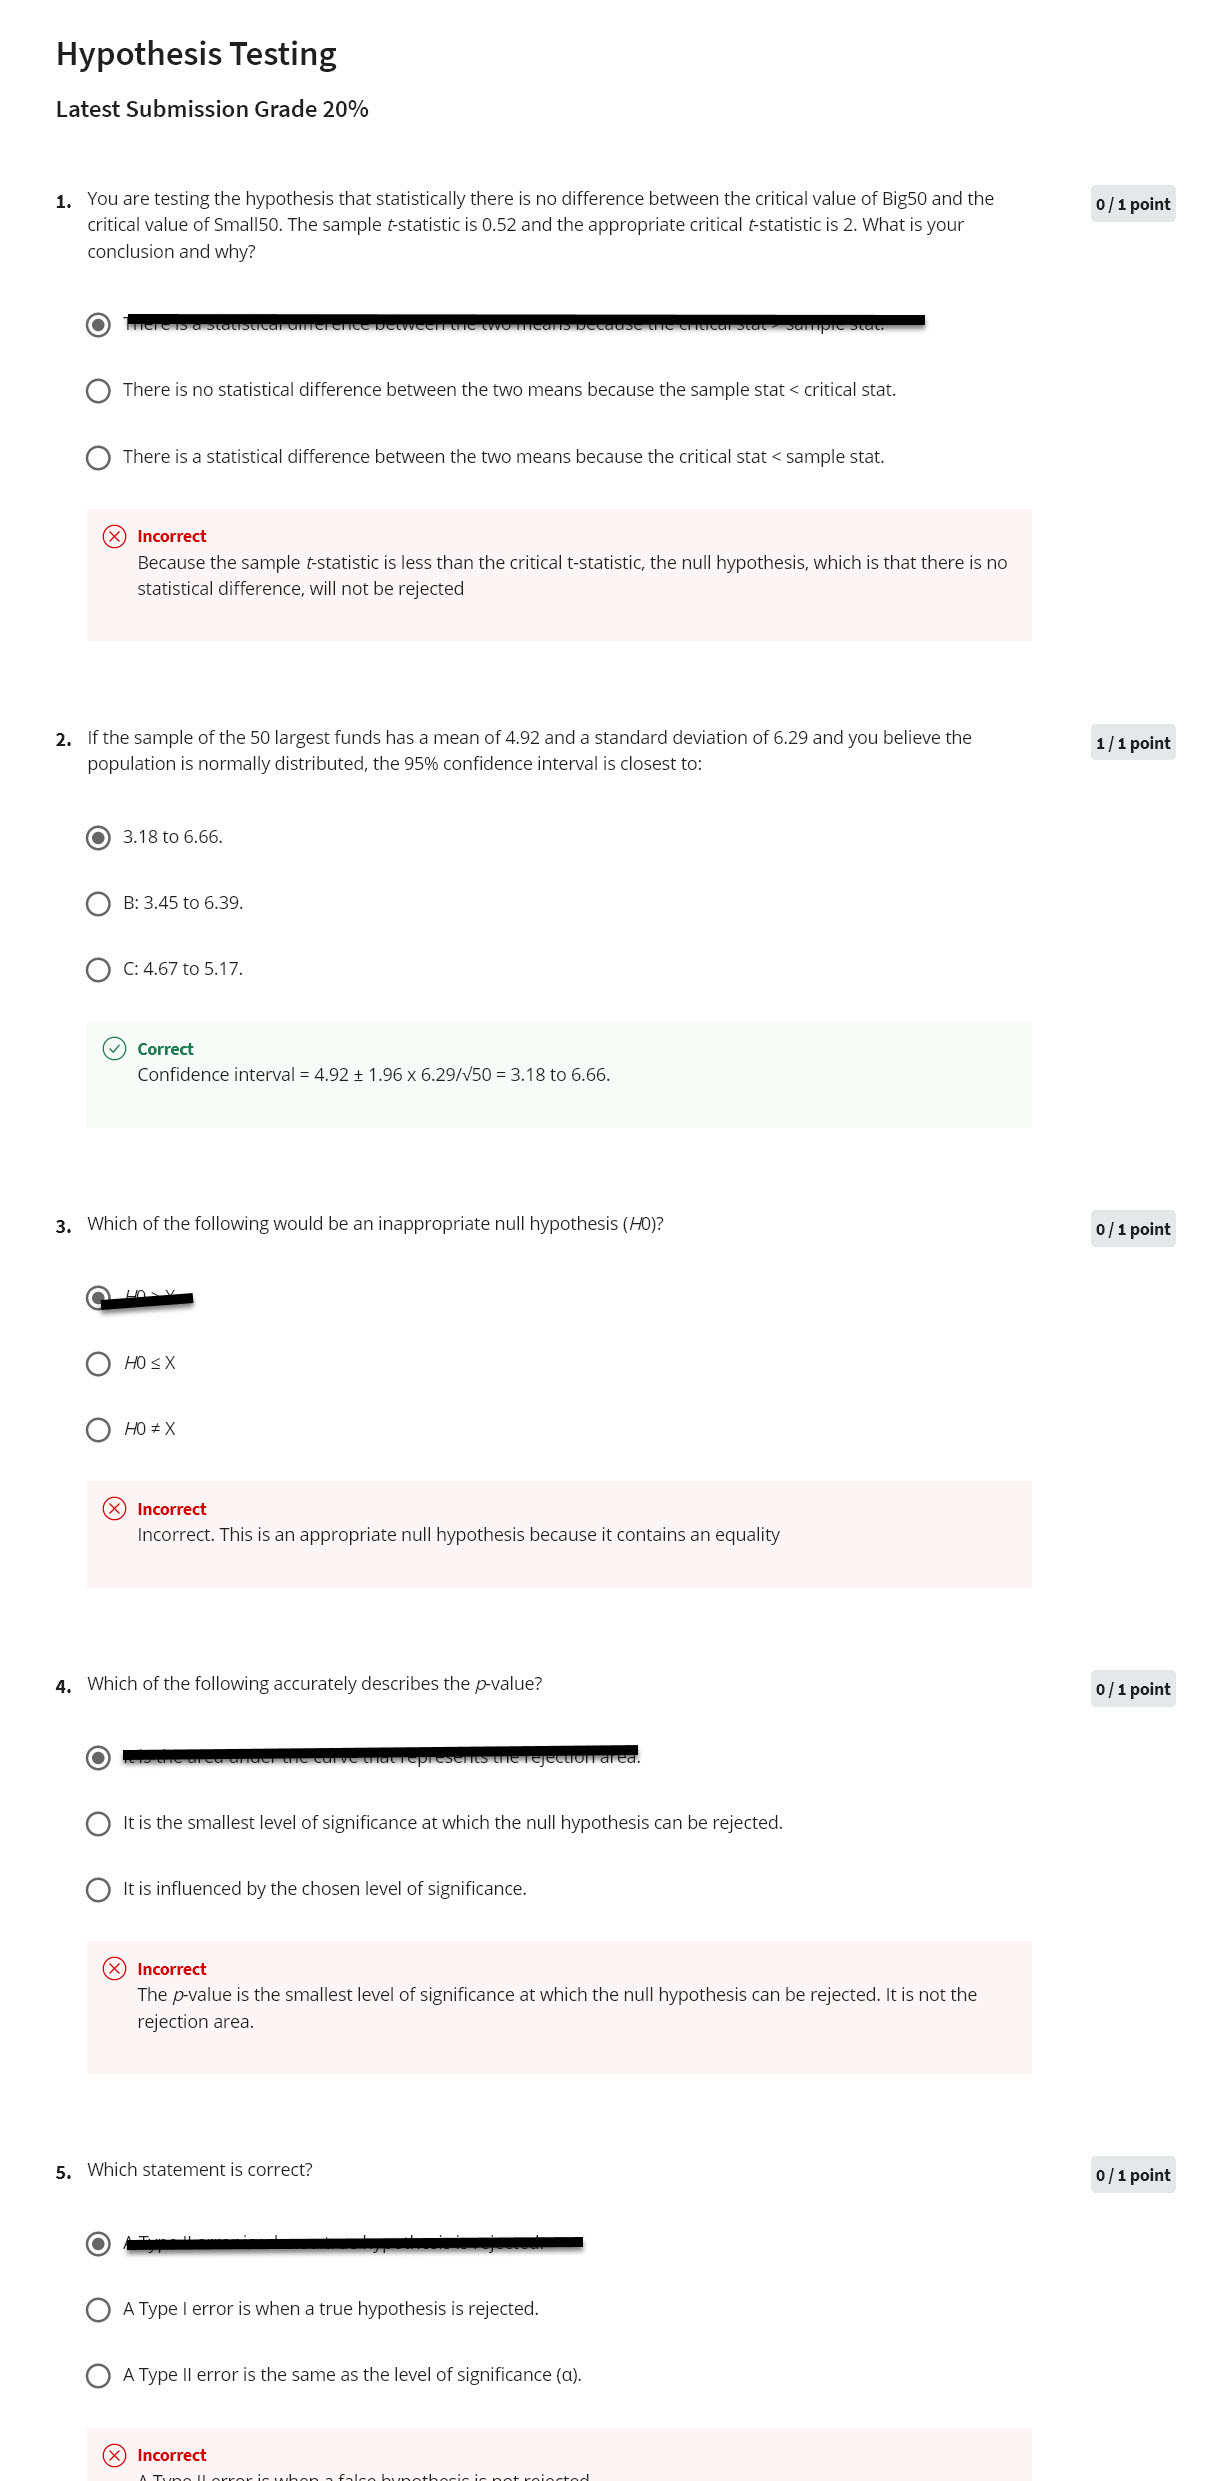 Hypothesis Testing
Latest Submission Grade 20%
1. You are testing the hypothesis that statistically there is no difference between the critical value of Big50 and the
0 / 1 point
critical value of Small50. The sample t-statistic is 0.52 and the appropriate critical t-statistic is 2. What is your
conclusion and why?
There is a statistical difference between the two means because the critical stat > sample stat.
There is no statistical difference between the two means because the sample stat < critical stat.
There is a statistical difference between the two means because the critical stat < sample stat.
Incorrect
Because the sample t-statistic is less than the critical t-statistic, the null hypothesis, which is that there is no
statistical difference, will not be rejected
2. If the sample of the 50 largest funds has a mean of 4.92 and a standard deviation of 6.29 and you believe the
1 / 1 point
population is normally distributed, the 95% confidence interval is closest to:
3.18 to 6.66.
B: 3.45 to 6.39.
C: 4.67 to 5.17.
Correct
Confidence interval = 4.92 ± 1.96 x 6.29/√50 = 3.18 to 6.66.
3. Which of the following would be an inappropriate null hypothesis (H0)?
0 / 1 point
H0 X
H0 ≤ X
H0 ≠ X
Incorrect
Incorrect. This is an appropriate null hypothesis because it contains an equality
4. Which of the following accurately describes the p-value?
0 / 1 point
It is the area under the curve that represents the rejection area.
It is the smallest level of significance at which the null hypothesis can be rejected.
It is influenced by the chosen level of significance.
Incorrect
The p-value is the smallest level of significance at which the null hypothesis can be rejected. It is not the
rejection area.
5. Which statement is correct?
0 / 1 point
A Type II error is when a true hypothesis is rejected.
A Type I error is when a true hypothesis is rejected.
A Type II error is the same as the level of significance (α).
Incorrect
A Type II error is when a false hypothesis is not rejected